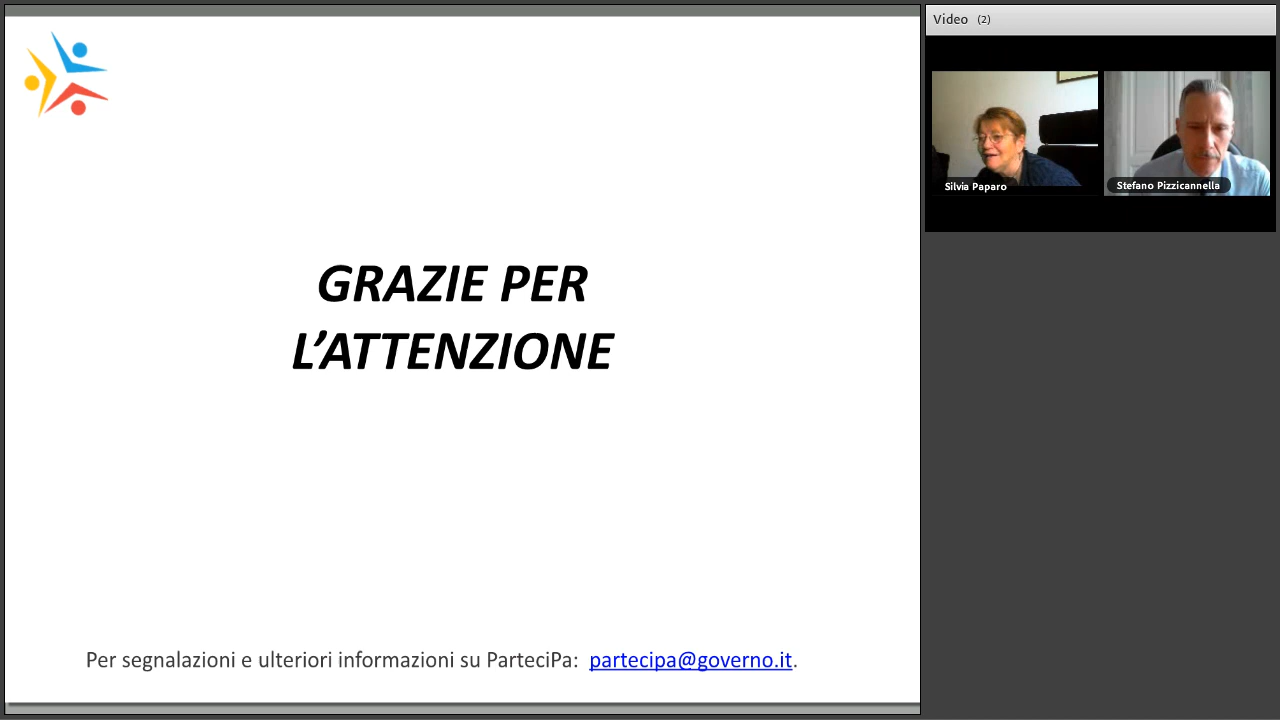 GRAZIE PER
L’ATTENZIONE
Per segnalazioni e ulteriori informazioni su ParteciPa: partecipa@governo.it.
Video (2)
Silvia Paparo
Stefano Pizzicannella